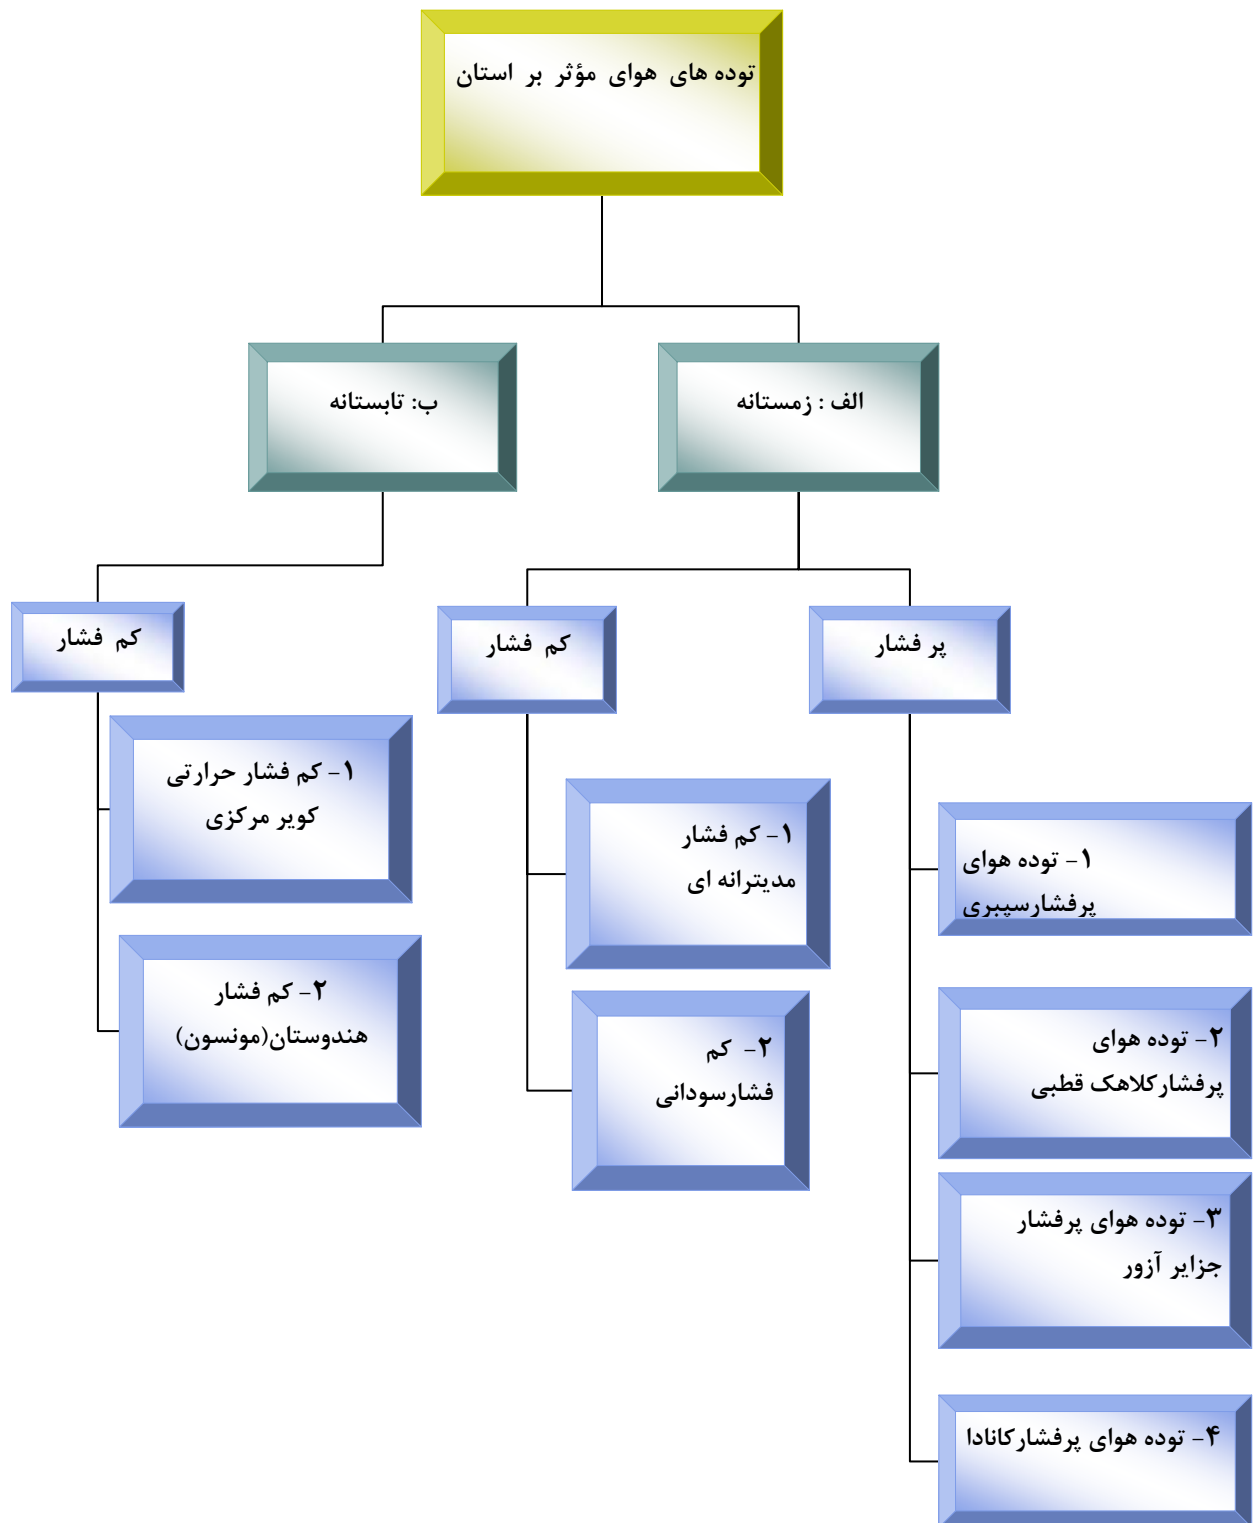 توده های هوای مؤثر بر استان
الف : زمستانه
ب: تابستانه
پر فشار
کم فشار
کم فشار
۱- توده هوای
پرفشارسیبری
۲- توده هوای
پرفشارکلاهک قطبی
۳- توده هوای پرفشار
جزایر آزور
۴- توده هوای پرفشارکانادا
۱- کم فشار
مدیترانه ای
۲- کم
فشارسودانی
۱- کم فشار حرارتی
کویر مرکزی
۲- کم فشار
هندوستان(مونسون)